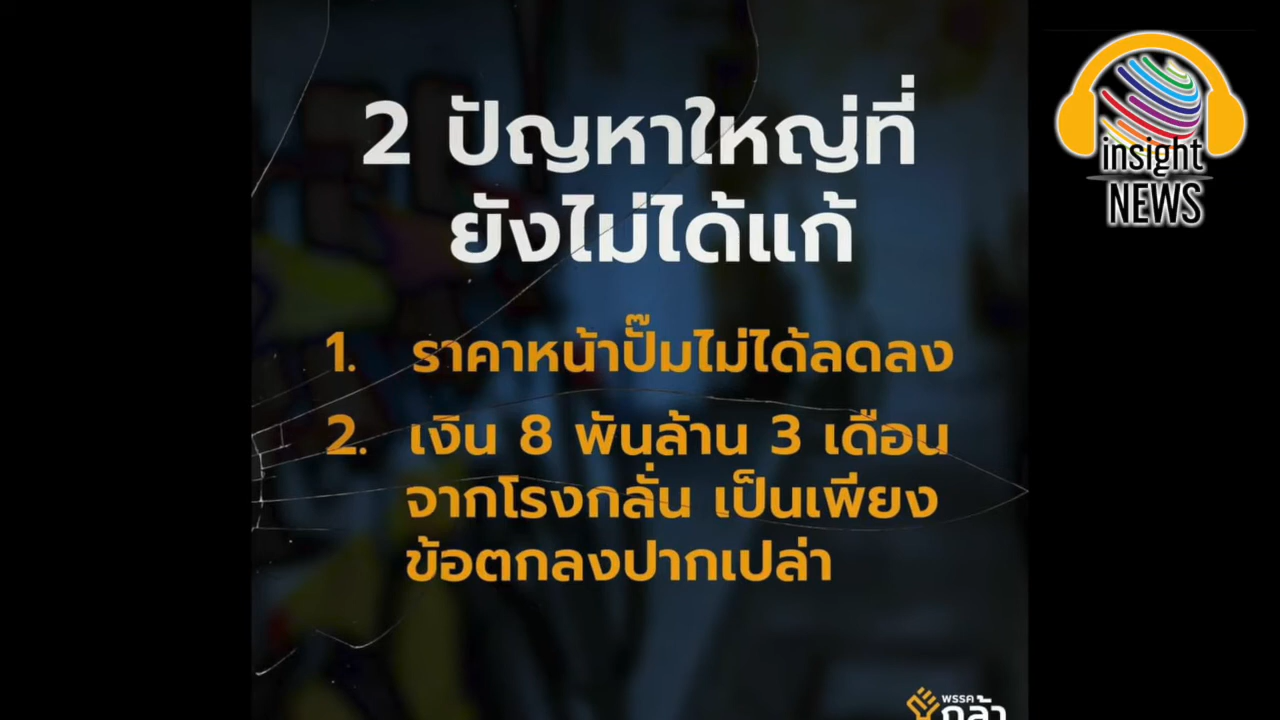 2 ปัญหาใหญ่ที่
ยังไม่ได้แก้
1. ราคาหน้าปั๊มไม่ได้ลดลง
2. เงิน 8 พันล้าน 3 เดือน
จากโรงกลั่น เป็นเพียง
ข้อตกลงปากเปล่า
insight
NEWS
พรรค
กล้า